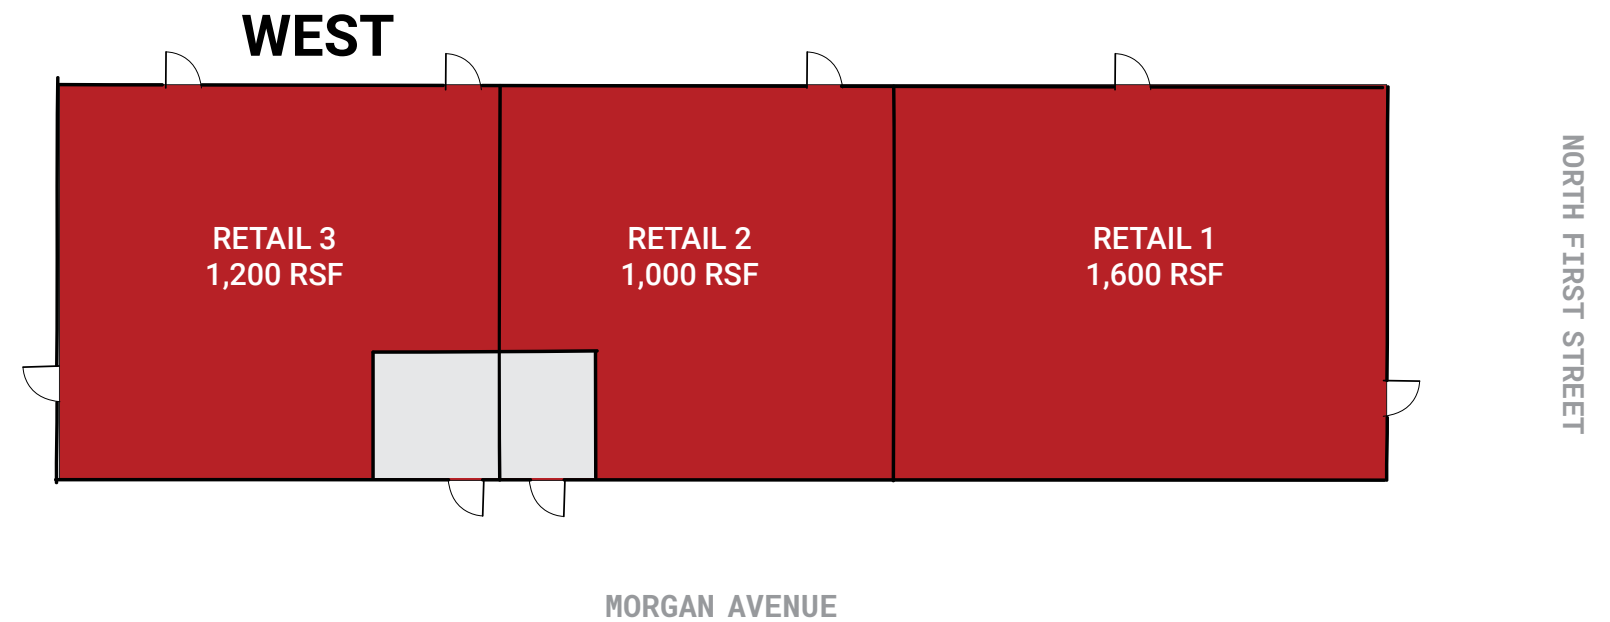 WEST
RETAIL 3
1,200 RSF
RETAIL 2
1,000 RSF
RETAIL 1
1,600 RSF
NORTH FIRST STREET
MORGAN AVENUE